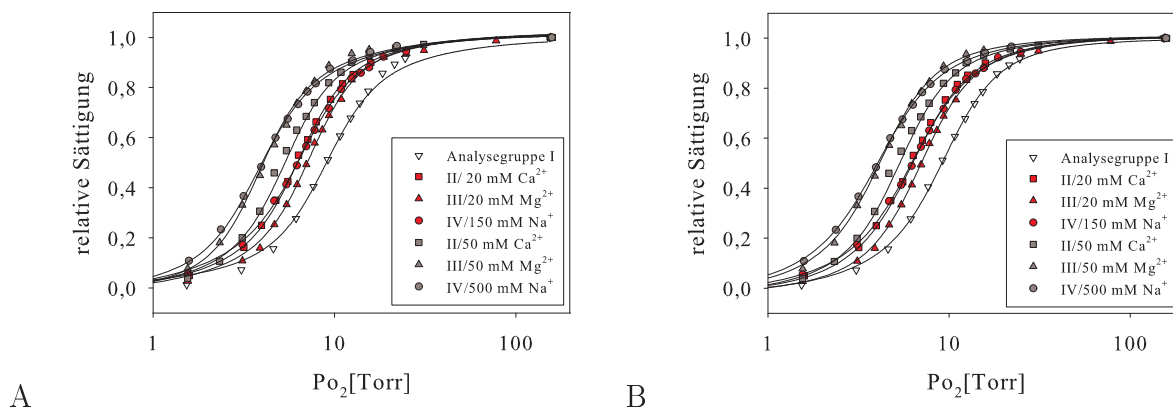 relative Sättigung
1,0
0,8
0,6
0,4
0,2
0,0
Analysegruppe I
II/ 20 mM Ca²⁺
III/20 mM Mg²⁺
IV/150 mM Na⁺
II/50 mM Ca²⁺
III/50 mM Mg²⁺
IV/500 mM Na⁺
1 10 100
Po₂[Torr]
A
relative Sättigung
1,0
0,8
0,6
0,4
0,2
0,0
Analysegruppe I
II/ 20 mM Ca²⁺
III/20 mM Mg²⁺
IV/150 mM Na⁺
II/50 mM Ca²⁺
III/50 mM Mg²⁺
IV/500 mM Na⁺
1 10 100
Po₂[Torr]
B